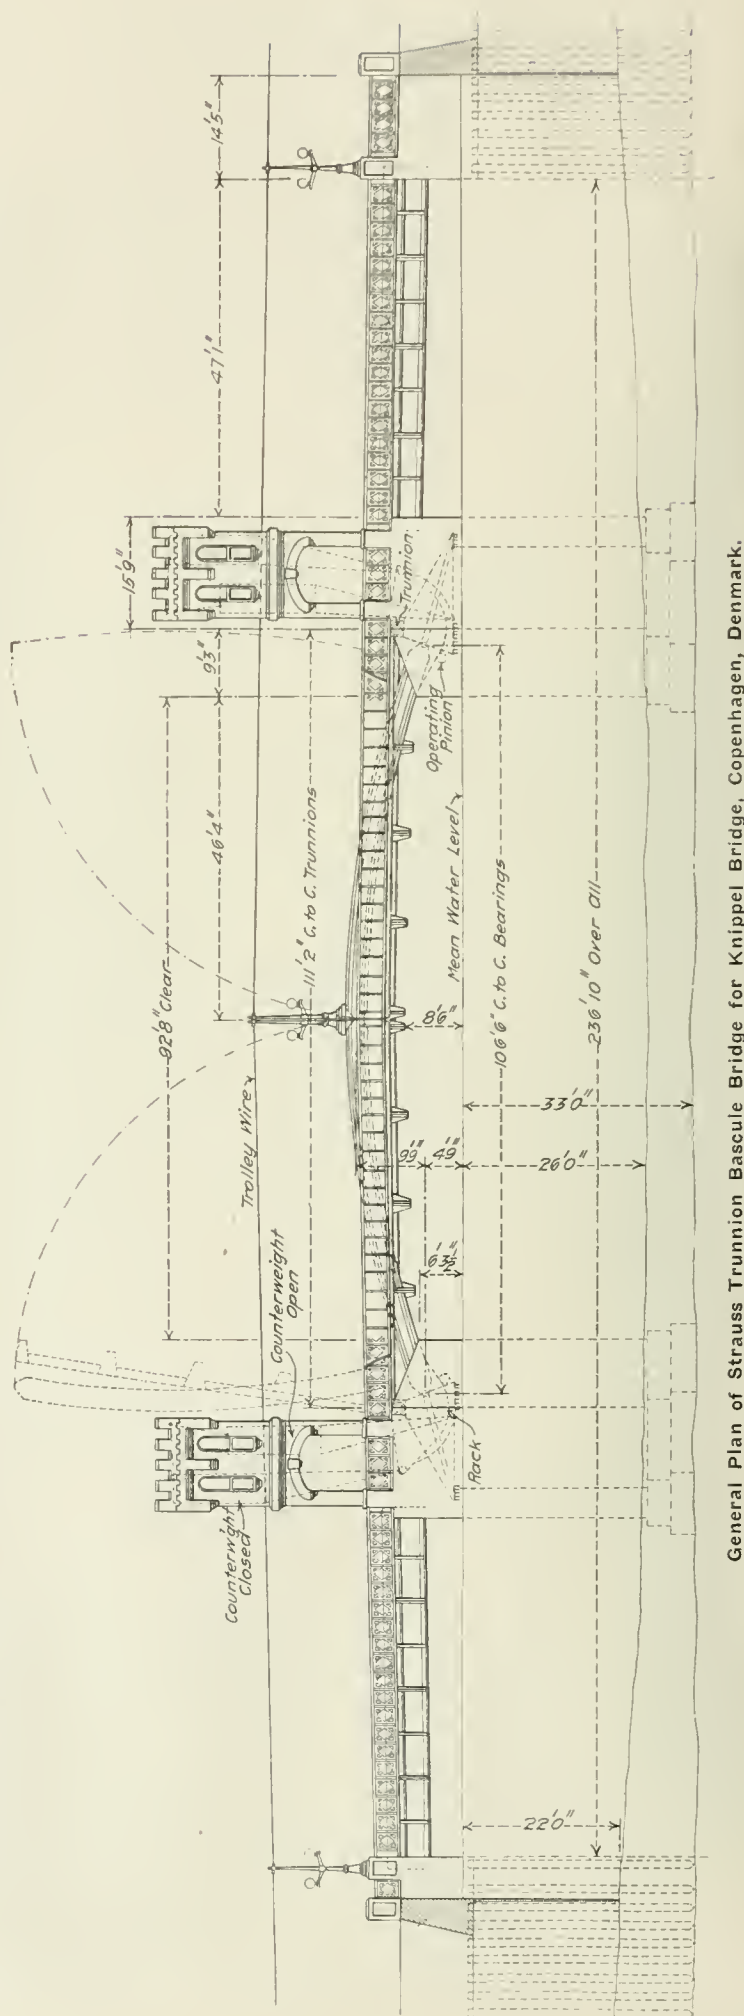 14'5"
47'1"
15'9"
9'3"
46'4"
92'8" Clear
111'2" C. to C. Trunnions
Trolley Wire
Trunnion
Operating
Pinion
Mean Water Level
8'6"
106'6" C. to C. Bearings
236'10" Over all
33'0"
26'0"
9'9"
4'9"
6'3½"
Counterweight
Open
Counterwight
Closed
Rack
22'0"
General Plan of Strauss Trunnion Bascule Bridge for Knippel Bridge, Copenhagen, Denmark.